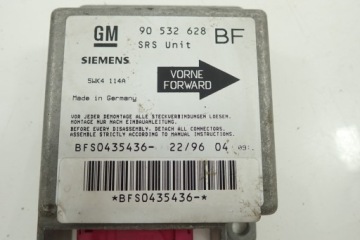 GM 90 532 628 BF
SRS Unit
SIEMENS
5WK4 114A
VORNE
FORWARD
Made in Germany
VOR JEDER DEMONTAGE ALLE STECKVERBINDUNGEN LOESEN.
MONTAGE NUR NACH EINBAUANLEITUNG.
BEFORE EVERY DISASSEMBLY. DETACH ALL CONNECTORS.
ASSEMBLE STRICTLY ACCORDING TO MANUAL INSTRUCTIONS.
BFS0435436- 22/96 04
*BFS0435436-*